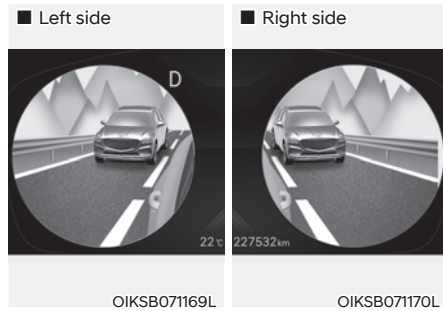 ■ Left side
D
22℃
OIKSB071169L
■ Right side
227532km
OIKSB071170L